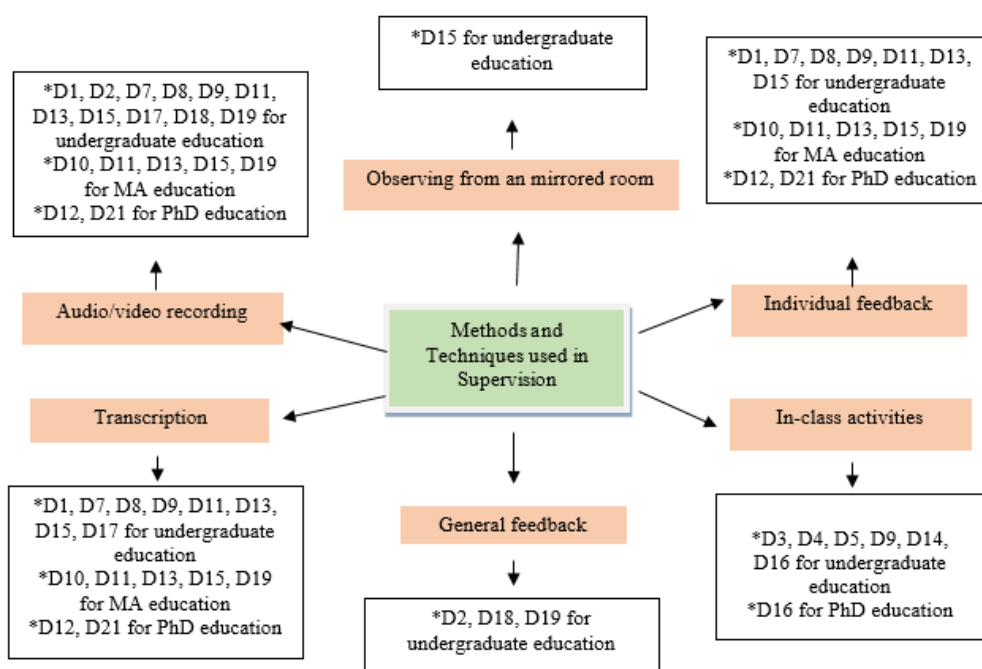 *D15 for undergraduate
education
*D1, D2, D7, D8, D9, D11,
D13, D15, D17, D18, D19 for
undergraduate education
*D10, D11, D13, D15, D19
for MA education
*D12, D21 for PhD education
*D1, D7, D8, D9, D11, D13,
D15 for undergraduate
education
*D10, D11, D13, D15, D19
for MA education
*D12, D21 for PhD education
Observing from an mirrored room
Audio/video recording
Individual feedback
Methods and
Techniques used in
Supervision
Transcription
In-class activities
*D1, D7, D8, D9, D11, D13,
D15, D17 for undergraduate
education
*D10, D11, D13, D15, D19
for MA education
*D12, D21 for PhD education
General feedback
*D2, D18, D19 for
undergraduate education
*D3, D4, D5, D9, D14,
D16 for undergraduate
education
*D16 for PhD education